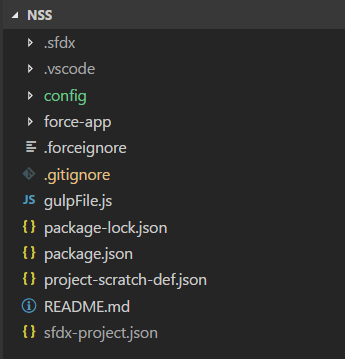 NSS
.sfdx
.vscode
config
force-app
.forceignore
.gitignore
JS gulpFile.js
{ } package-lock.json
{ } package.json
{ } project-scratch-def.json
README.md
{ } sfdx-project.json